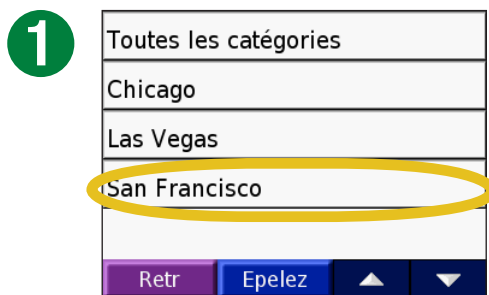 1
Toutes les catégories
Chicago
Las Vegas
San Francisco
Retr Epelez